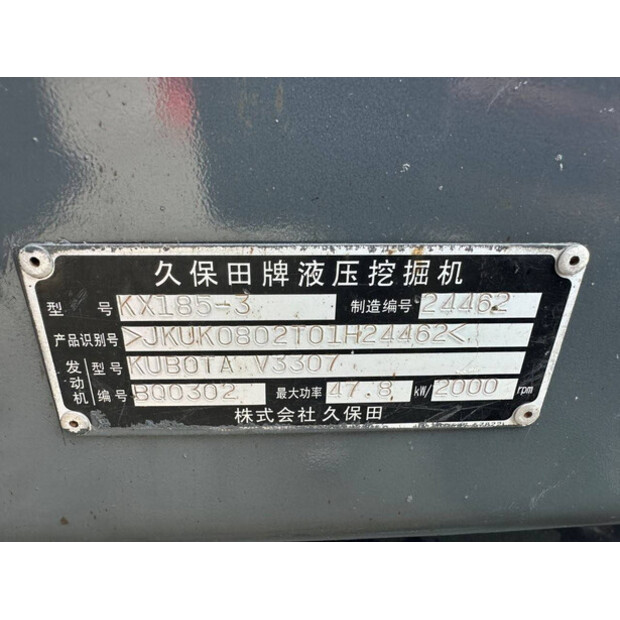 久保田牌液压挖掘机
型 号 KX185-3 制造编号 24462
产品识别号 >JKUK0802T01H24462<
发动机 型号 KUBOTA V3307
编号 BQ0302 最大功率 47.8 kW/ 2000 rpm
株式会社久保田